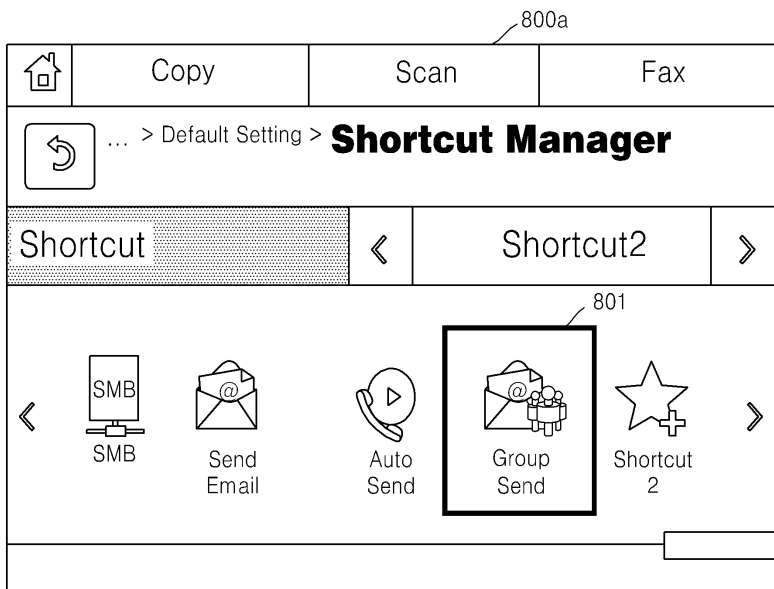 800a
Copy Scan Fax
... > Default Setting > Shortcut Manager
Shortcut Shortcut2
801
SMB @ @
SMB Send Email Auto Send Group Send Shortcut 2